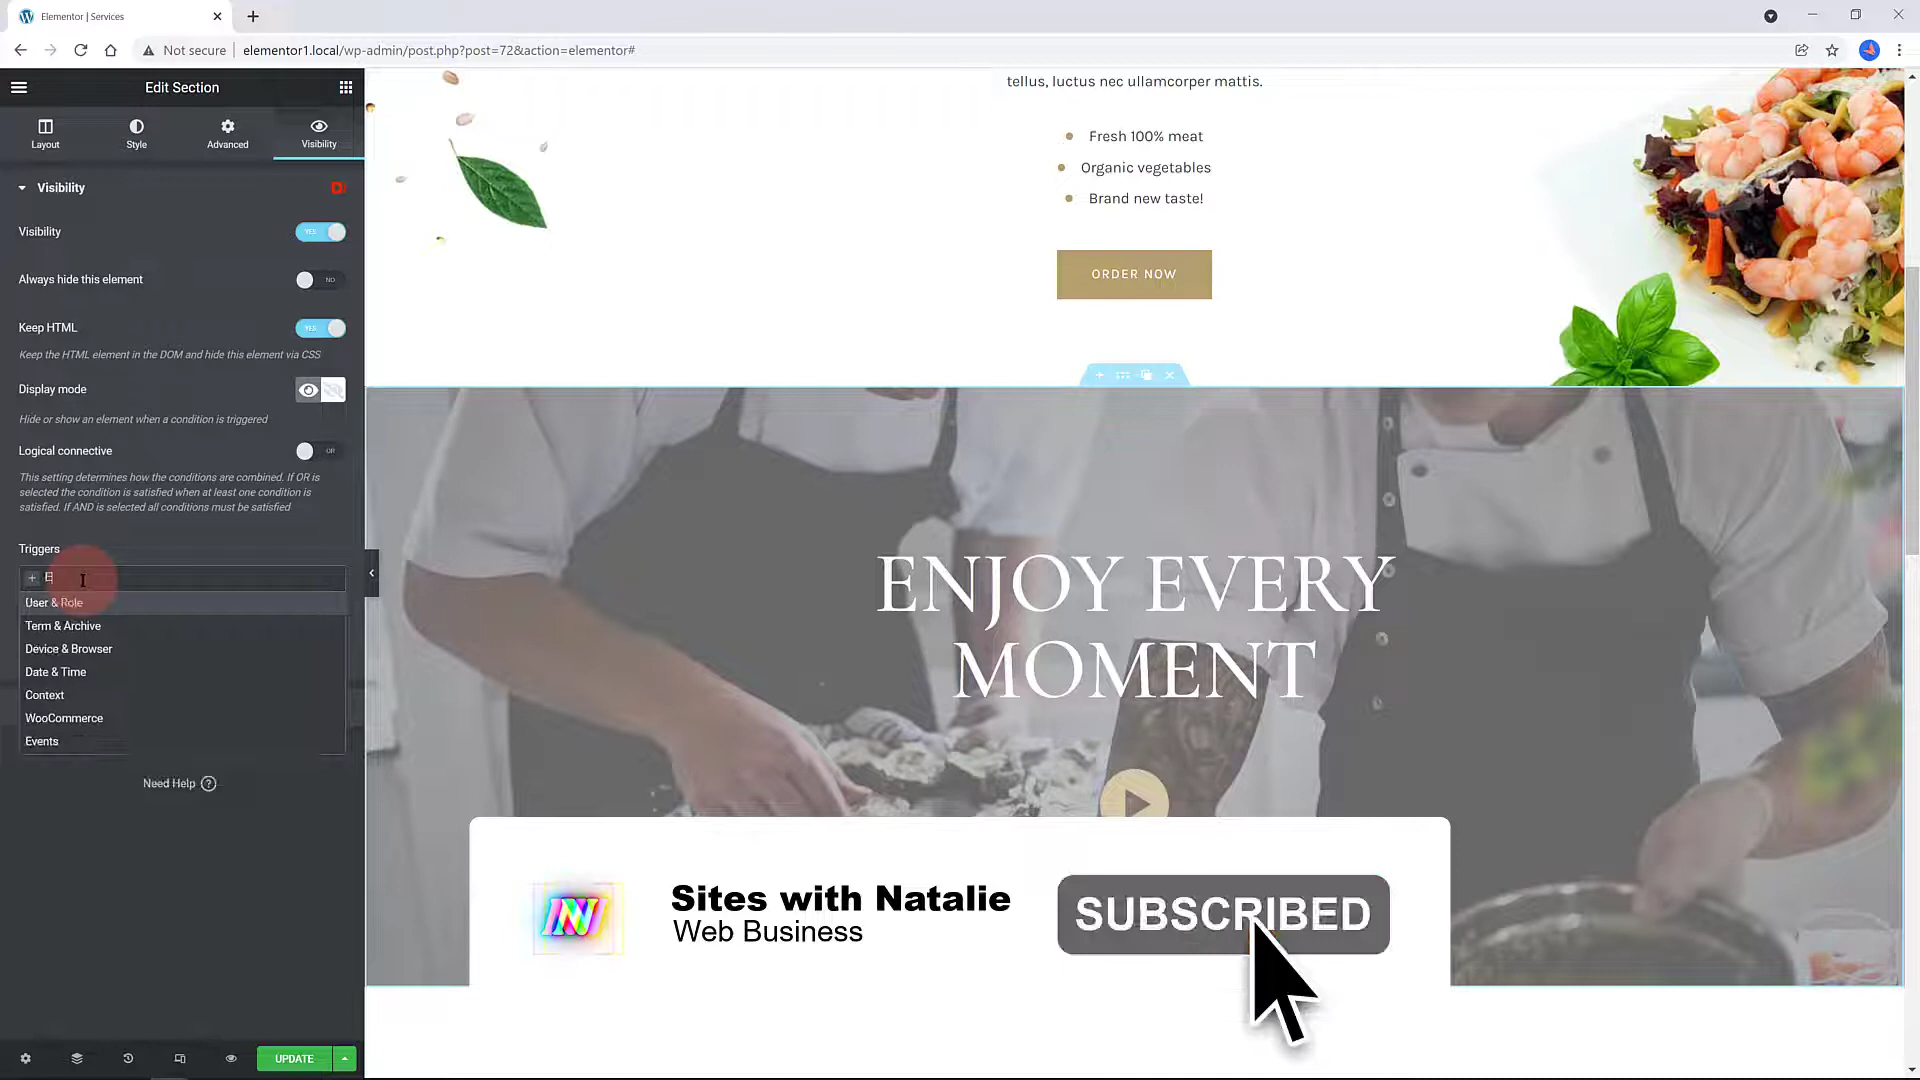 Elementor | Services
Not secure
elementor1.local/wp-admin/post.php?post=72&action=elementor#
Edit Section
Layout
Style
Advanced
Visibility
Visibility
Visibility
YES
Always hide this element
NO
Keep HTML
YES
Keep the HTML element in the DOM and hide this element via CSS
Display mode
Hide or show an element when a condition is triggered
Logical connective
OR
This setting determines how the conditions are combined. If OR is
selected the condition is satisfied when at least one condition is
satisfied. If AND is selected all conditions must be satisfied
Triggers
E
User & Role
Term & Archive
Device & Browser
Date & Time
Context
WooCommerce
Events
Need Help
UPDATE
tellus, luctus nec ullamcorper mattis.
Fresh 100% meat
Organic vegetables
Brand new taste!
ORDER NOW
ENJOY EVERY
MOMENT
N
Sites with Natalie
Web Business
SUBSCRIBED